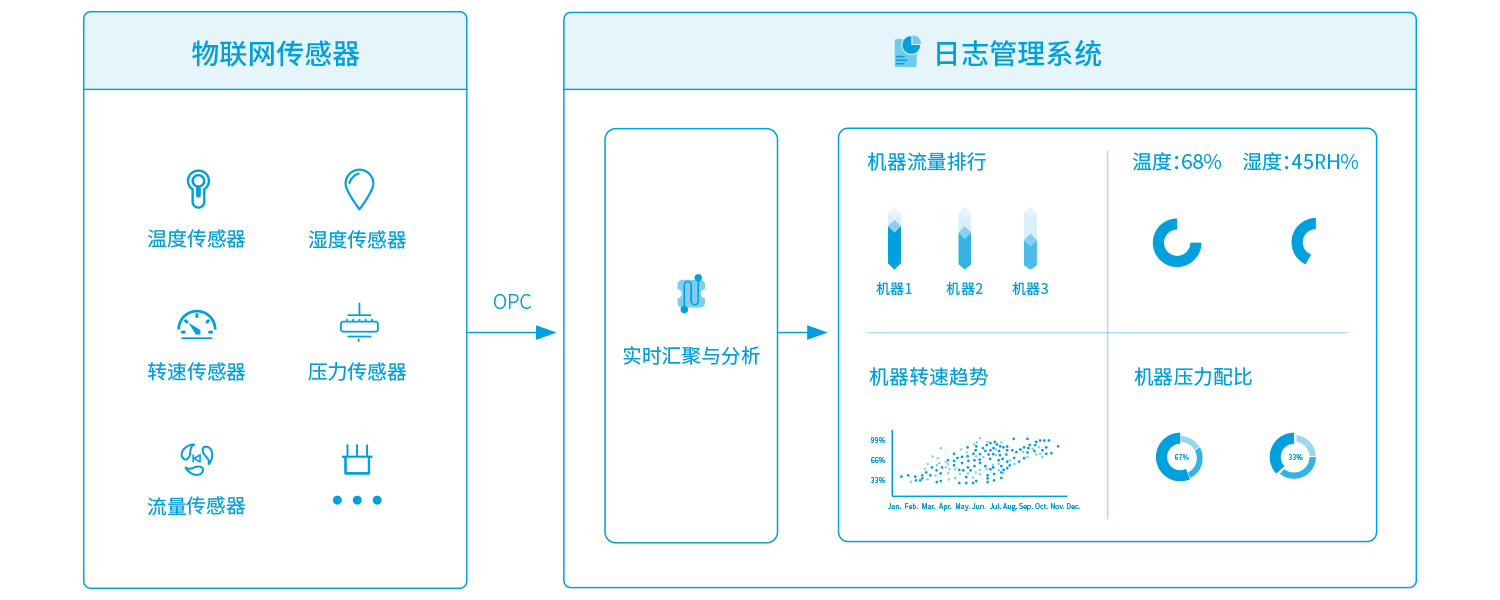 物联网传感器
温度传感器
湿度传感器
转速传感器
压力传感器
流量传感器
OPC
日志管理系统
实时汇聚与分析
机器流量排行
机器1
机器2
机器3
温度:68%
湿度:45RH%
机器转速趋势
99%
66%
33%
Jan. Feb. Mar. Apr. May. Jun. Jul. Aug. Sep. Oct. Nov. Dec.
机器压力配比
67%
33%